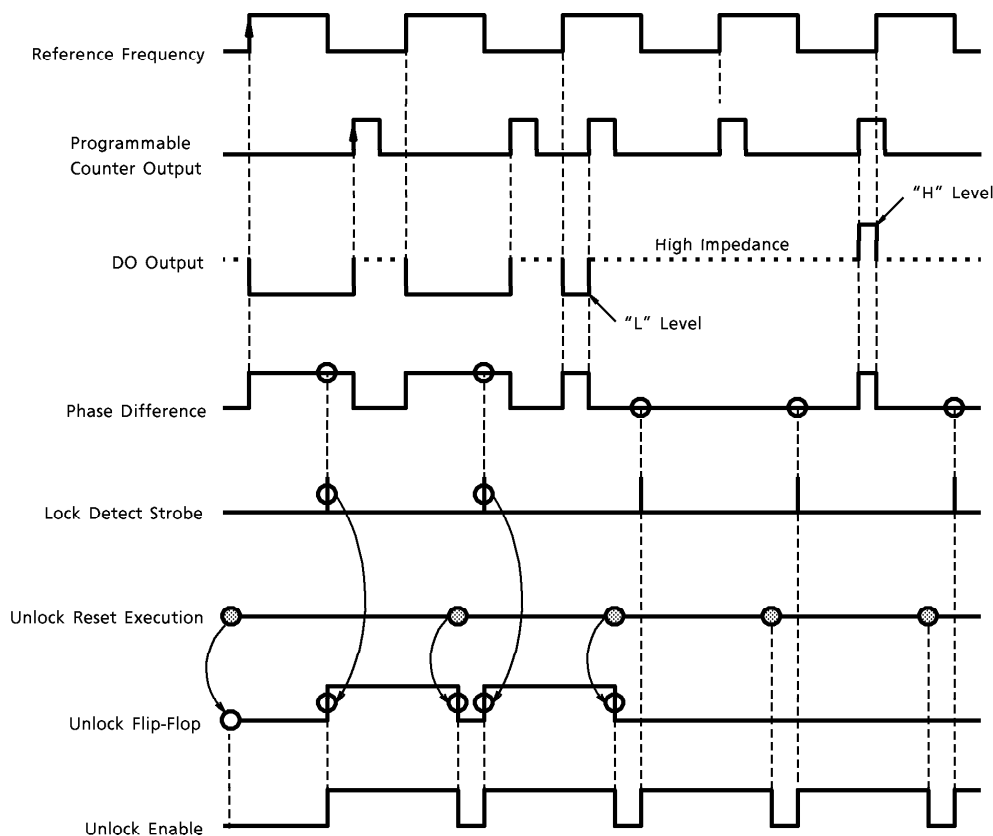 Reference Frequency
Programmable
Counter Output
"H" Level
High Impedance
DO Output
"L" Level
Phase Difference
Lock Detect Strobe
Unlock Reset Execution
Unlock Flip-Flop
Unlock Enable